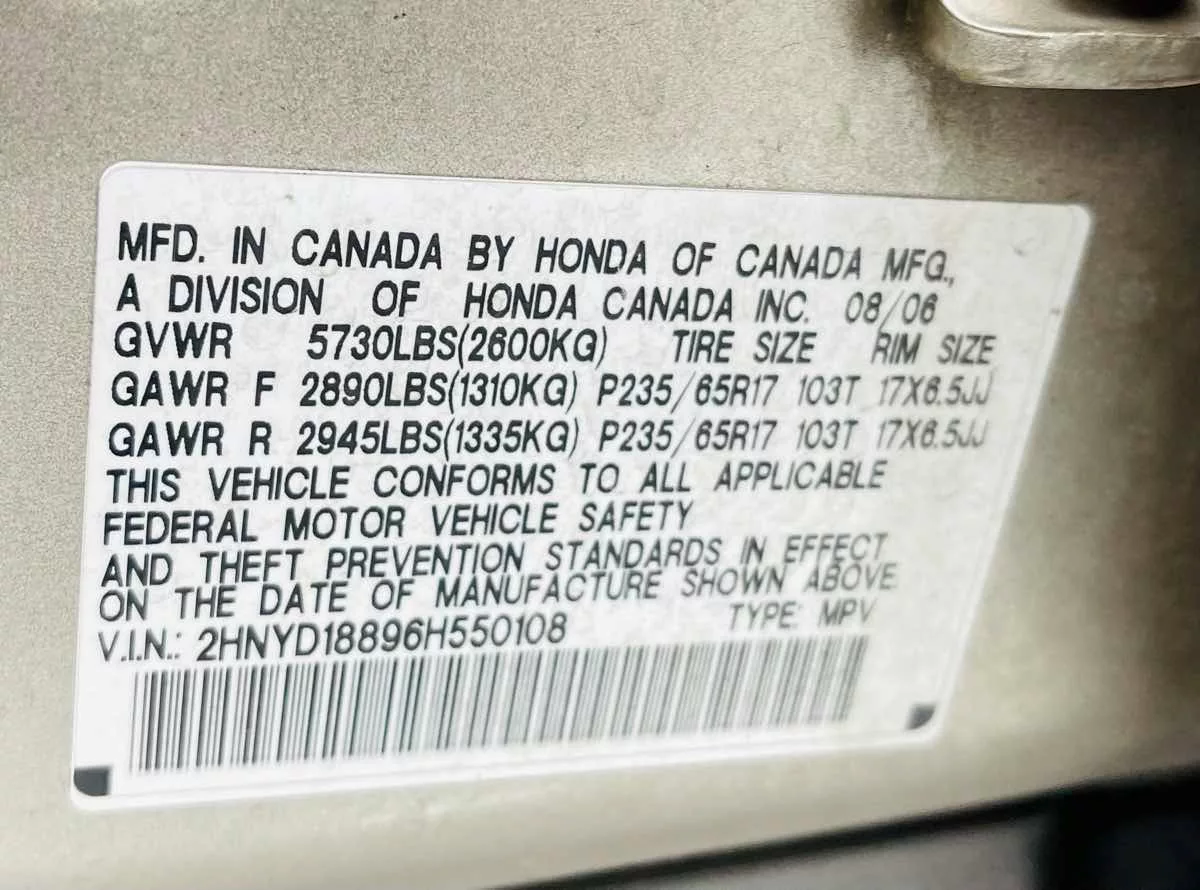 MFD. IN CANADA BY HONDA OF CANADA MFG.,
A DIVISION OF HONDA CANADA INC. 08/06
GVWR 5730LBS(2600KG) TIRE SIZE RIM SIZE
GAWR F 2890LBS(1310KG) P235/65R17 103T 17X6.5JJ
GAWR R 2945LBS(1335KG) P235/65R17 103T 17X6.5JJ
THIS VEHICLE CONFORMS TO ALL APPLICABLE
FEDERAL MOTOR VEHICLE SAFETY
AND THEFT PREVENTION STANDARDS IN EFFECT
ON THE DATE OF MANUFACTURE SHOWN ABOVE
V.I.N.: 2HNYD18896H550108 TYPE: MPV